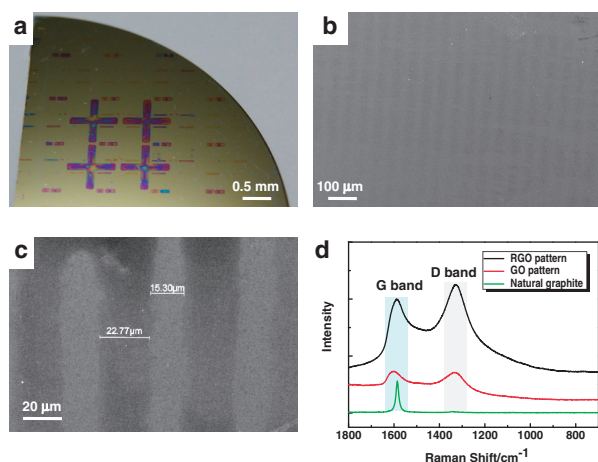 a
0.5 mm
b
100 µm
c
15.30µm
22.77µm
20 µm
d
RGO pattern
GO pattern
Natural graphite
G band
D band
Intensity
1800 1600 1400 1200 1000 800
Raman Shift/cm-1